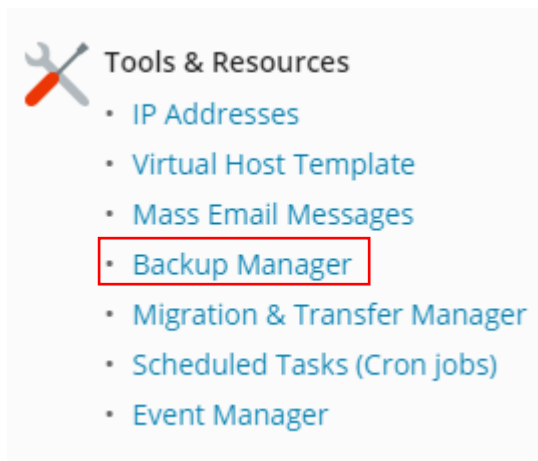 Tools & Resources
IP Addresses
Virtual Host Template
Mass Email Messages
Backup Manager
Migration & Transfer Manager
Scheduled Tasks (Cron jobs)
Event Manager